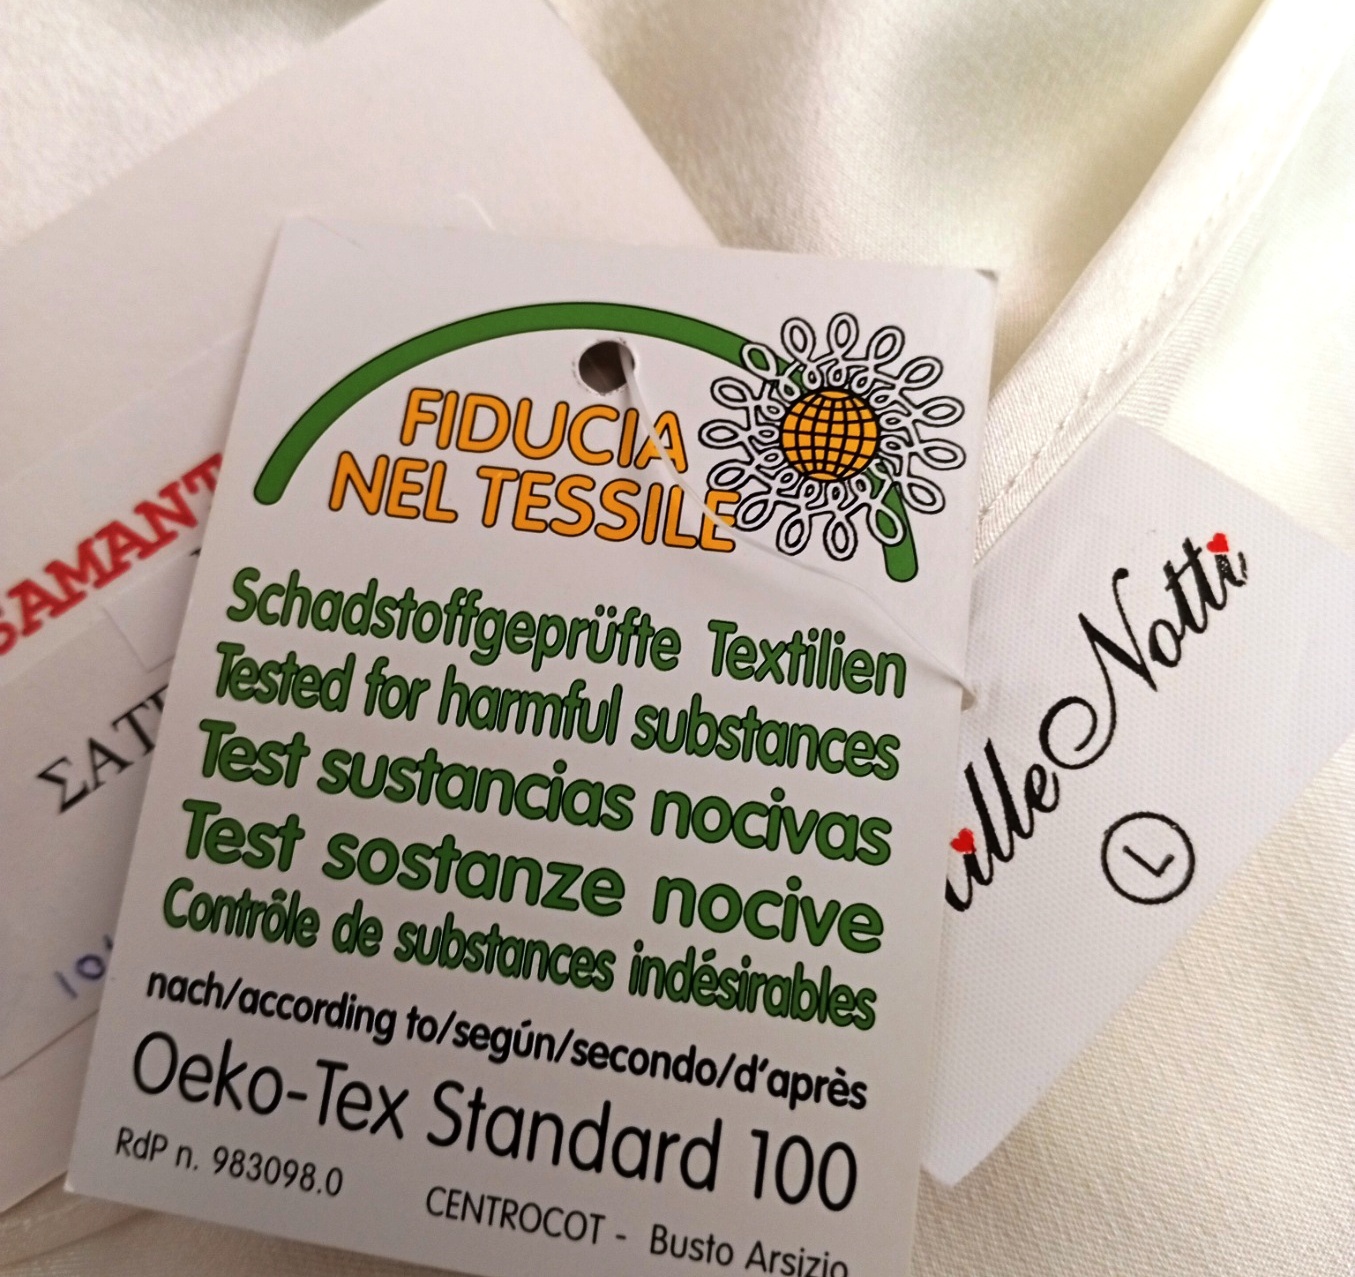 FIDUCIA
NEL TESSILE
Schadstoffgeprüfte Textilien
Tested for harmful substances
Test sustancias nocivas
Test sostanze nocive
Contrôle de substances indésirables
nach/according to/según/secondo/d'après
Oeko-Tex Standard 100
RdP n. 983098.0
CENTROCOT - Busto Arsizio
SAMANT
ΣΑΤ
ille Notti
L